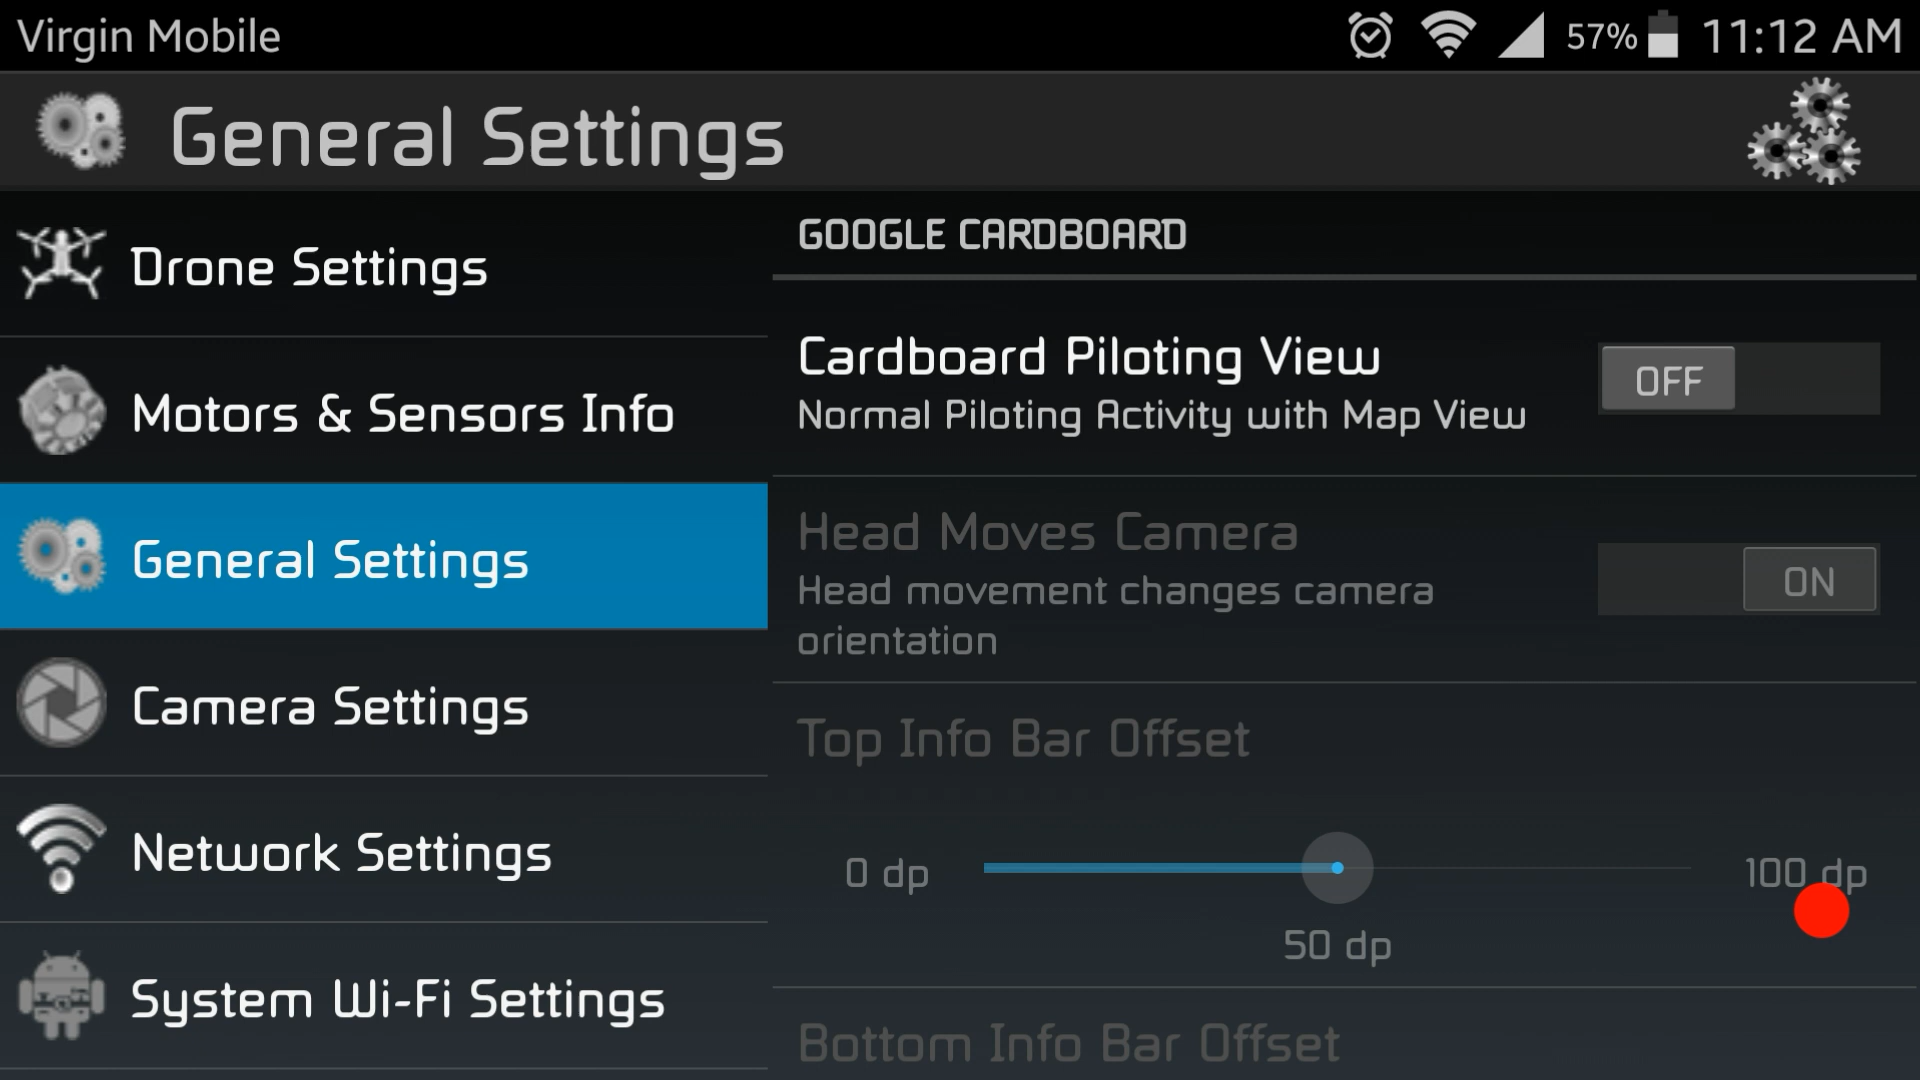 Virgin Mobile
57%
11:12 AM
General Settings
Drone Settings
Motors & Sensors Info
General Settings
Camera Settings
Network Settings
System Wi-Fi Settings
GOOGLE CARDBOARD
Cardboard Piloting View
Normal Piloting Activity with Map View
OFF
Head Moves Camera
Head movement changes camera
orientation
ON
Top Info Bar Offset
0 dp
100 dp
50 dp
Bottom Info Bar Offset